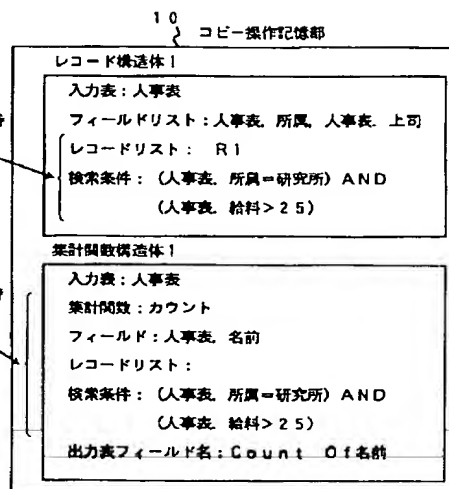 10
コピー操作記憶部
レコード構造体1
入力表：人事表
フィールドリスト：人事表．所属，人事表．上司
レコードリスト： R1
検索条件：（人事表．所属＝研究所）AND
（人事表．給料＞25）
集計関数構造体1
入力表：人事表
集計関数：カウント
フィールド：人事表．名前
レコードリスト：
検索条件：（人事表．所属＝研究所）AND
（人事表．給料＞25）
出力表フィールド名：Count Of名前